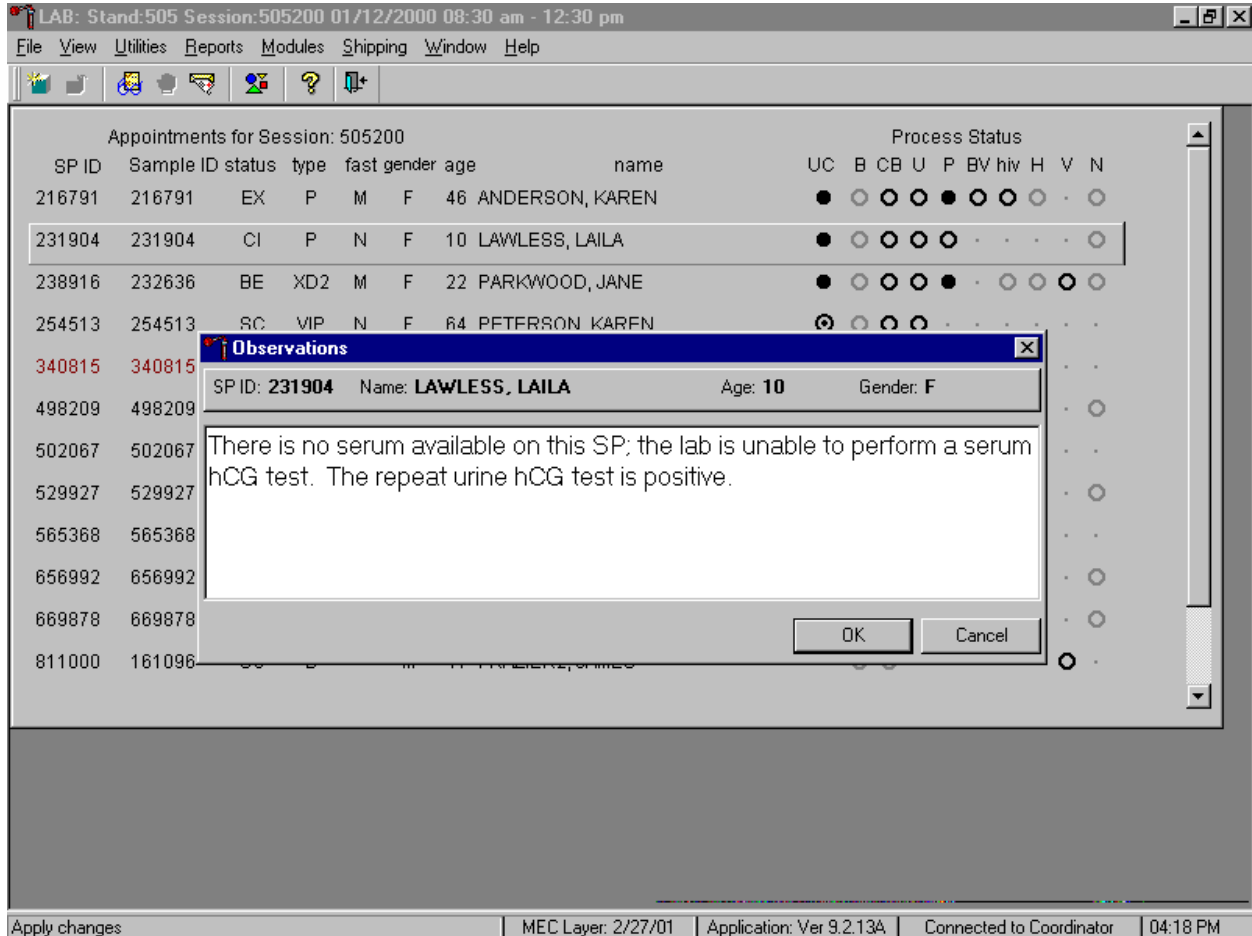 LAB: Stand:505 Session:505200 01/12/2000 08:30 am - 12:30 pm
File View Utilities Reports Modules Shipping Window Help
Appointments for Session: 505200 Process Status
SP ID Sample ID status type fast gender age name UC B CB U P BV hiv H V N
216791 216791 EX P M F 46 ANDERSON, KAREN
231904 231904 CI P N F 10 LAWLESS, LAILA
238916 232636 BE XD2 M F 22 PARKWOOD, JANE
254513 254513 SC VIP N F 64 PETERSON, KAREN
Observations
340815 340815
SP ID: 231904 Name: LAWLESS, LAILA Age: 10 Gender: F
498209 498209
There is no serum available on this SP; the lab is unable to perform a serum
502067 502067
hCG test. The repeat urine hCG test is positive.
529927 529927
565368 565368
656992 656992
669878 669878
OK Cancel
811000 161096
Apply changes MEC Layer: 2/27/01 Application: Ver 9.2.13A Connected to Coordinator 04:18 PM